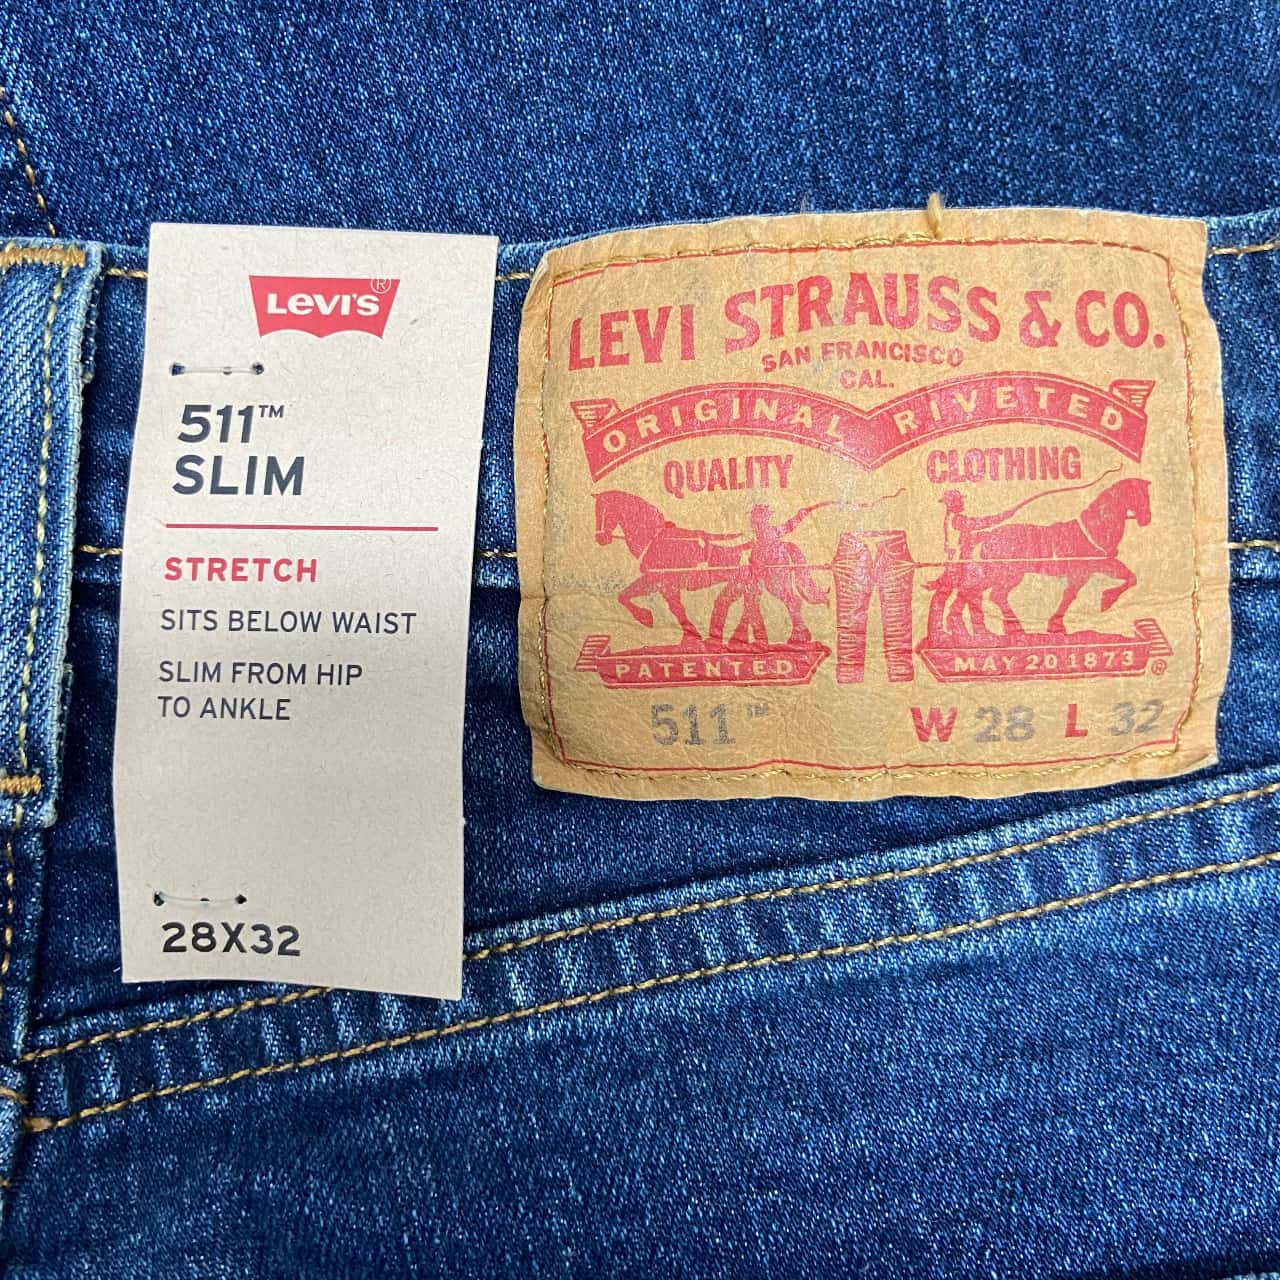 LEVI'S®
511™
SLIM
STRETCH
SITS BELOW WAIST
SLIM FROM HIP
TO ANKLE
28X32
LEVI STRAUSS & CO.
SAN FRANCISCO
CAL.
ORIGINAL RIVETED
QUALITY CLOTHING
PATENTED MAY 20 1873 ®
511™ W 28 L 32